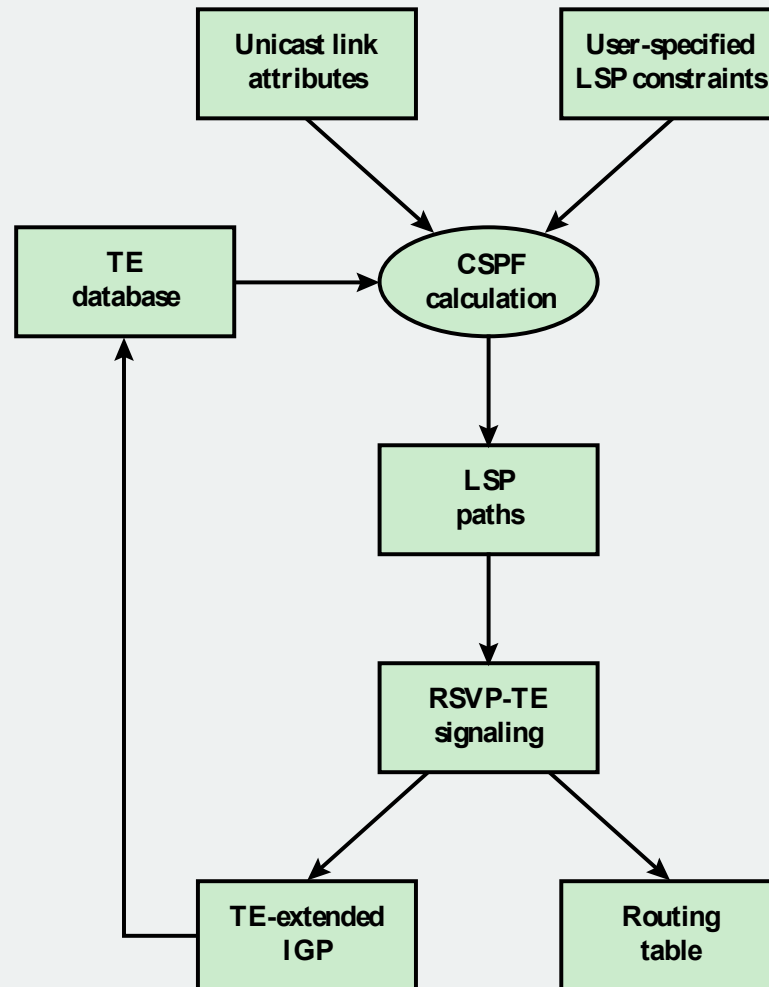 Unicast link
attributes
User-specified
LSP constraints
TE
database
CSPF
calculation
LSP
paths
RSVP-TE
signaling
TE-extended
IGP
Routing
table